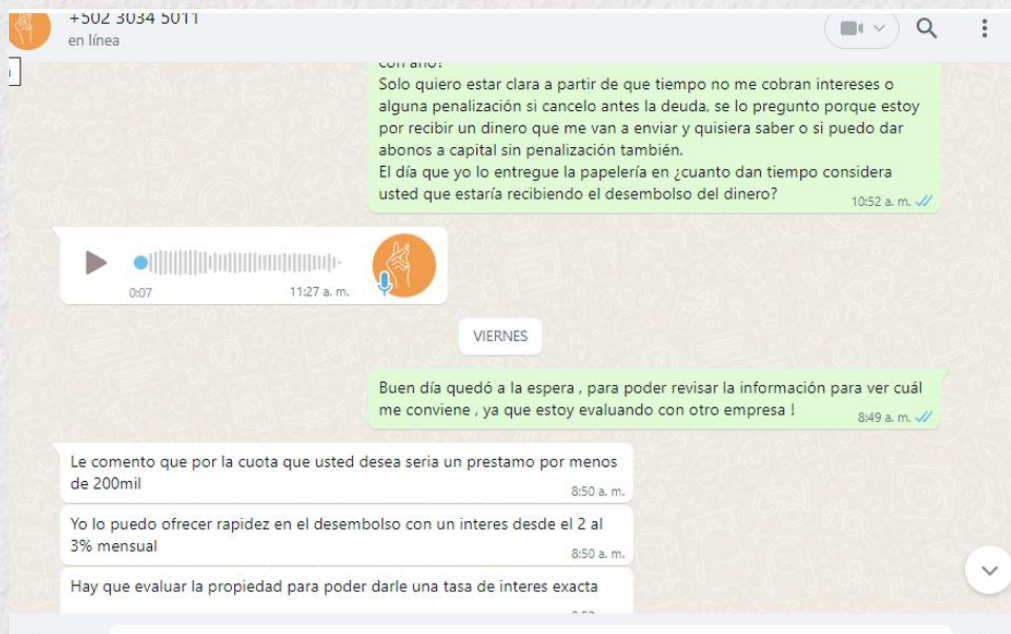 +502 3034 5011
en línea
con año?
Solo quiero estar clara a partir de que tiempo no me cobran intereses o
alguna penalización si cancelo antes la deuda, se lo pregunto porque estoy
por recibir un dinero que me van a enviar y quisiera saber o si puedo dar
abonos a capital sin penalización también.
El día que yo lo entregue la papelería en ¿cuanto dan tiempo considera
usted que estaría recibiendo el desembolso del dinero?
10:52 a. m.
0:07
11:27 a. m.
VIERNES
Buen día quedó a la espera , para poder revisar la información para ver cuál
me conviene , ya que estoy evaluando con otro empresa !
8:49 a. m.
Le comento que por la cuota que usted desea seria un prestamo por menos
de 200mil
8:50 a. m.
Yo lo puedo ofrecer rapidez en el desembolso con un interes desde el 2 al
3% mensual
8:50 a. m.
Hay que evaluar la propiedad para poder darle una tasa de interes exacta